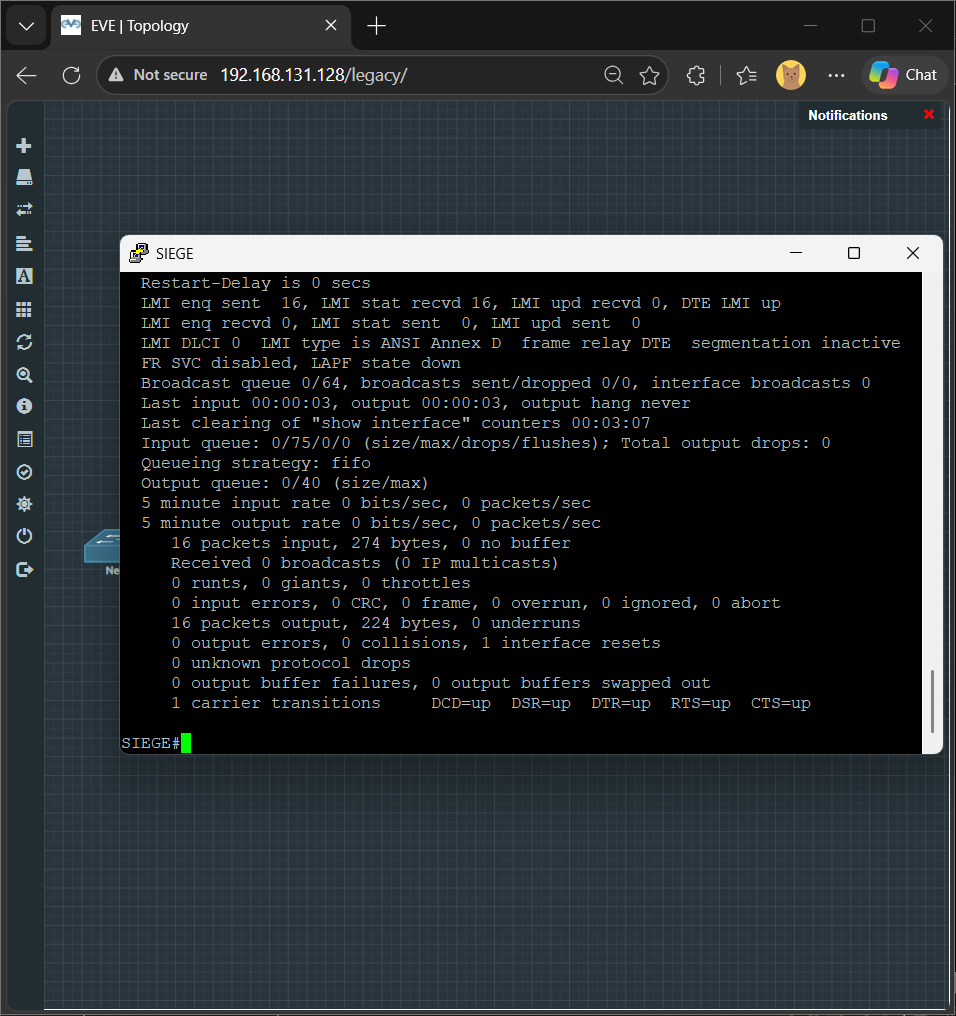 EVE | Topology
Not secure 192.168.131.128/legacy/
Chat
Notifications
SIEGE
Restart-Delay is 0 secs
LMI enq sent  16, LMI stat recvd 16, LMI upd recvd 0, DTE LMI up
LMI enq recvd 0, LMI stat sent  0, LMI upd sent  0
LMI DLCI 0  LMI type is ANSI Annex D  frame relay DTE  segmentation inactive
FR SVC disabled, LAPF state down
Broadcast queue 0/64, broadcasts sent/dropped 0/0, interface broadcasts 0
Last input 00:00:03, output 00:00:03, output hang never
Last clearing of "show interface" counters 00:03:07
Input queue: 0/75/0/0 (size/max/drops/flushes); Total output drops: 0
Queueing strategy: fifo
Output queue: 0/40 (size/max)
5 minute input rate 0 bits/sec, 0 packets/sec
5 minute output rate 0 bits/sec, 0 packets/sec
16 packets input, 274 bytes, 0 no buffer
Received 0 broadcasts (0 IP multicasts)
0 runts, 0 giants, 0 throttles
0 input errors, 0 CRC, 0 frame, 0 overrun, 0 ignored, 0 abort
16 packets output, 224 bytes, 0 underruns
0 output errors, 0 collisions, 1 interface resets
0 unknown protocol drops
0 output buffer failures, 0 output buffers swapped out
1 carrier transitions     DCD=up  DSR=up  DTR=up  RTS=up  CTS=up
SIEGE#
Ne